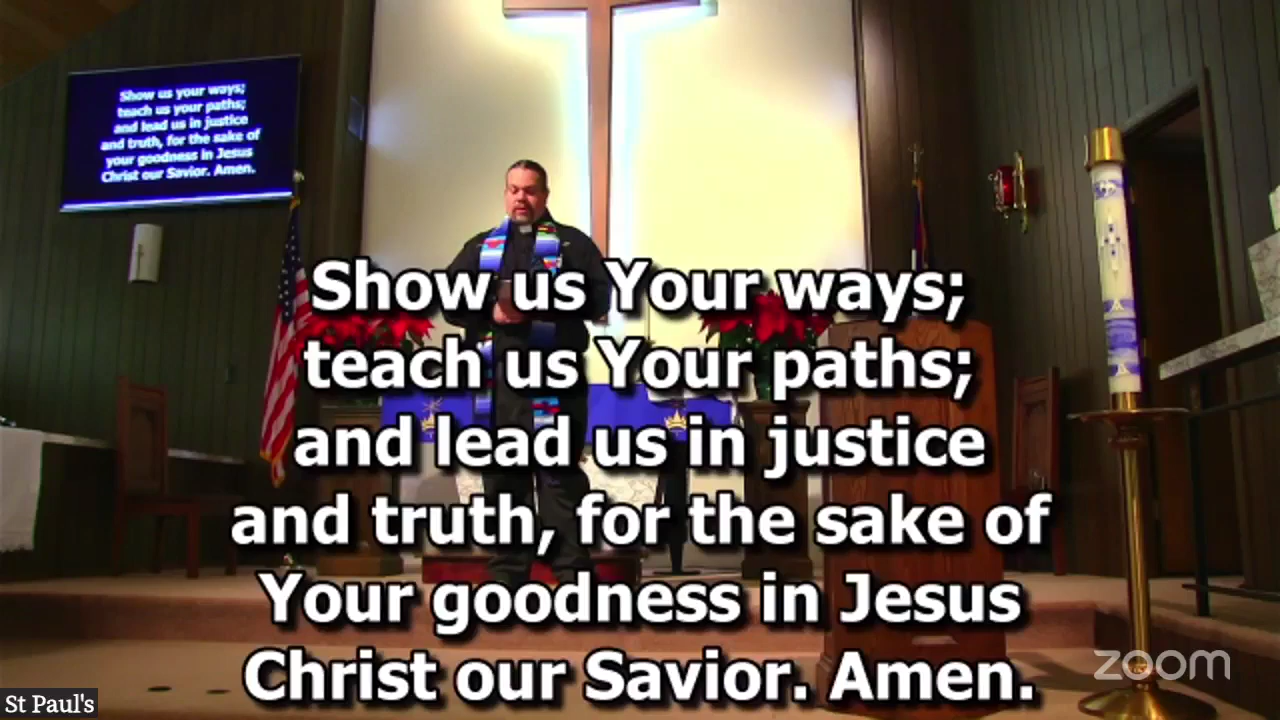 Show us your ways;
teach us your paths;
and lead us in justice
and truth, for the sake of
your goodness in Jesus
Christ our Savior. Amen.
Show us Your ways;
teach us Your paths;
and lead us in justice
and truth, for the sake of
Your goodness in Jesus
Christ our Savior. Amen.
zoom
St Paul's